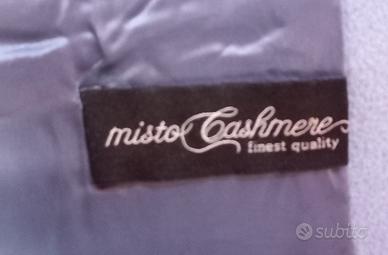 misto Cashmere
finest quality
subito